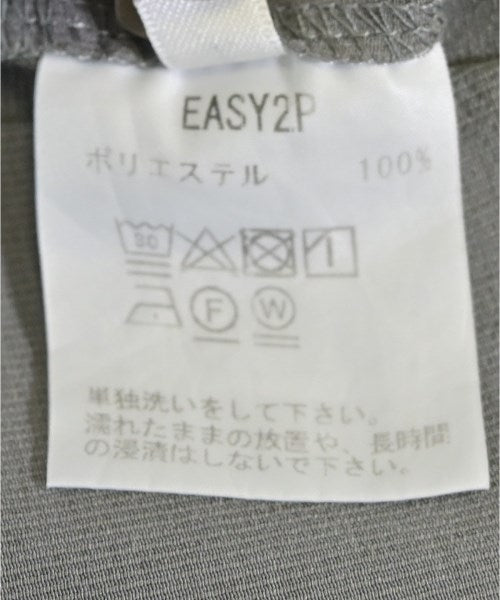 EASY2P
ポリエステル 100%
30
F W
単独洗いをして下さい。
濡れたままの放置や、長時間
の浸漬はしないで下さい。